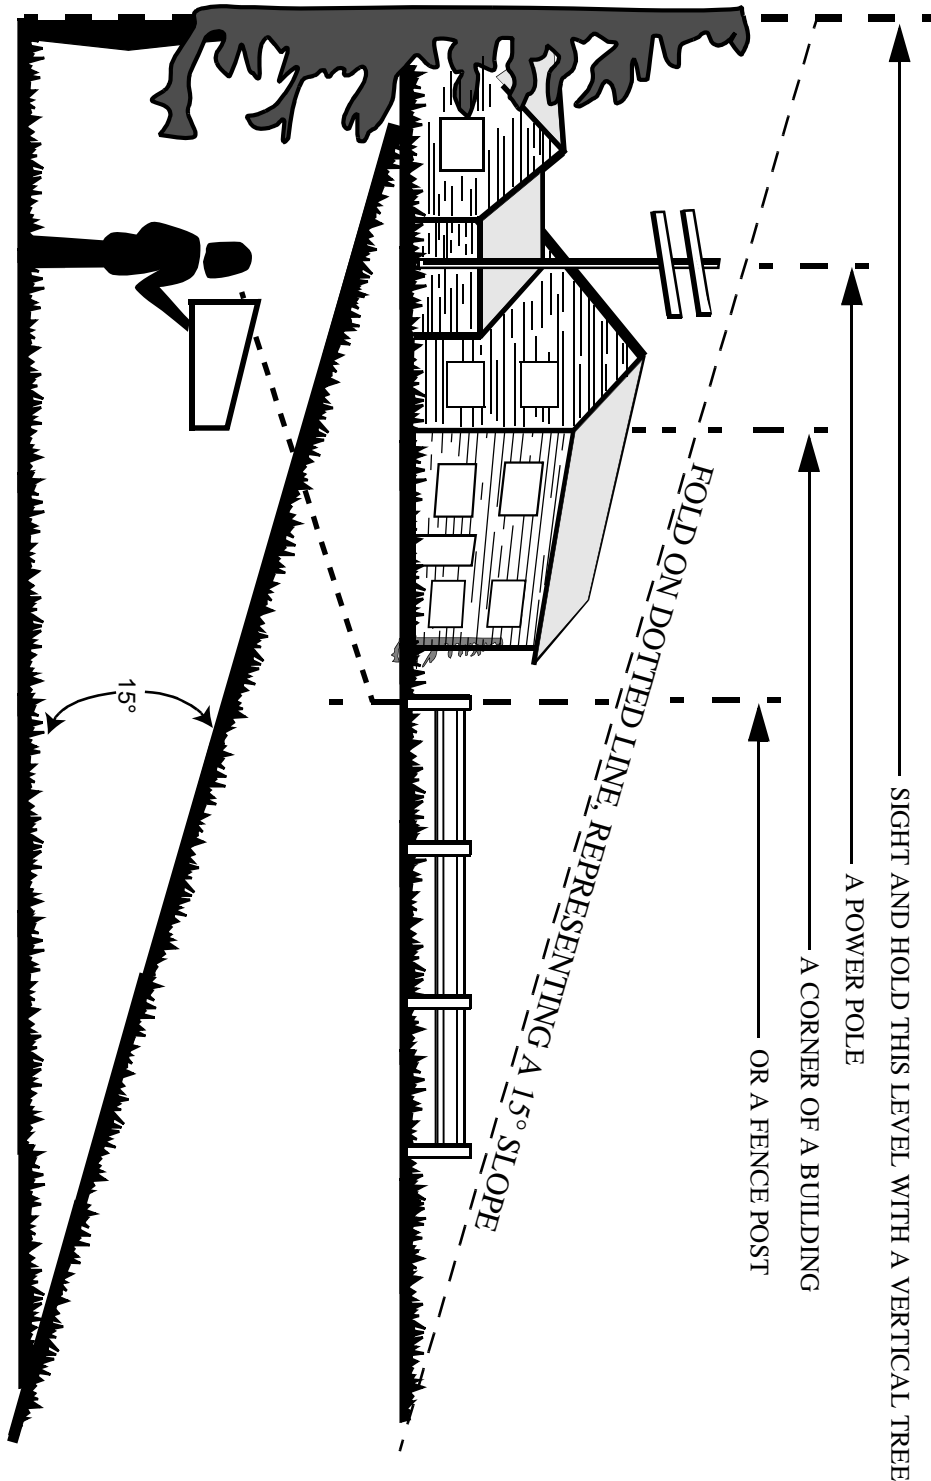 SIGHT AND HOLD THIS LEVEL WITH A VERTICAL TREE
A POWER POLE
A CORNER OF A BUILDING
OR A FENCE POST
FOLD ON DOTTED LINE, REPRESENTING A 15° SLOPE
15°